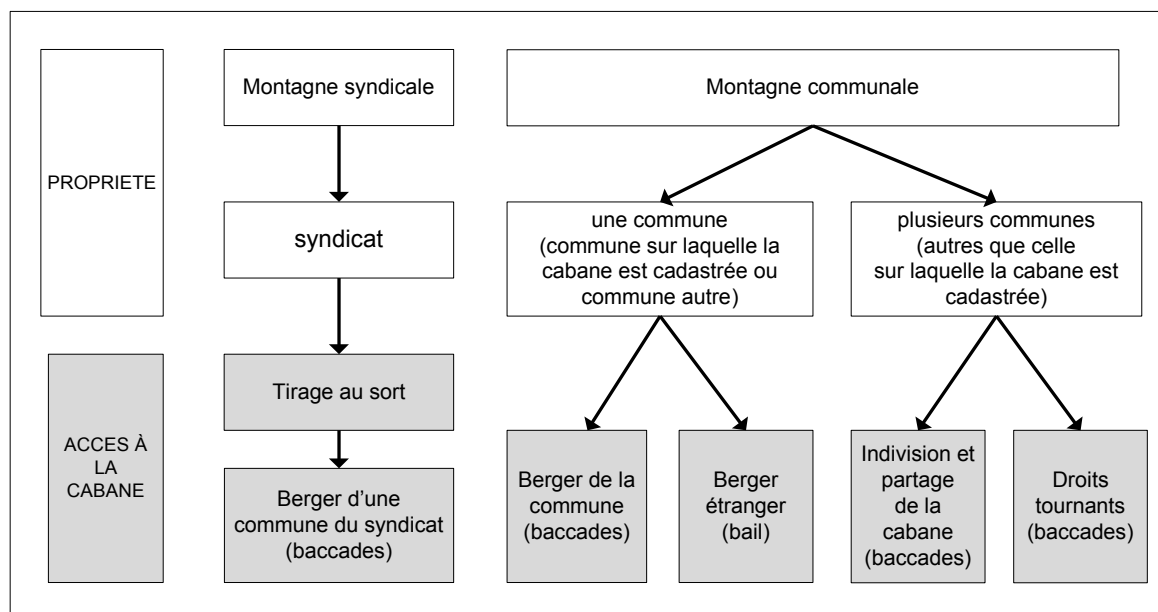 PROPRIETE
Montagne syndicale
Montagne communale
syndicat
une commune
(commune sur laquelle la
cabane est cadastrée ou
commune autre)
plusieurs communes
(autres que celle
sur laquelle la cabane est
cadastrée)
ACCES À
LA
CABANE
Tirage au sort
Berger d’une
commune du syndicat
(baccades)
Berger de la
commune
(baccades)
Berger
étranger
(bail)
Indivision et
partage
de la
cabane
(baccades)
Droits
tournants
(baccades)